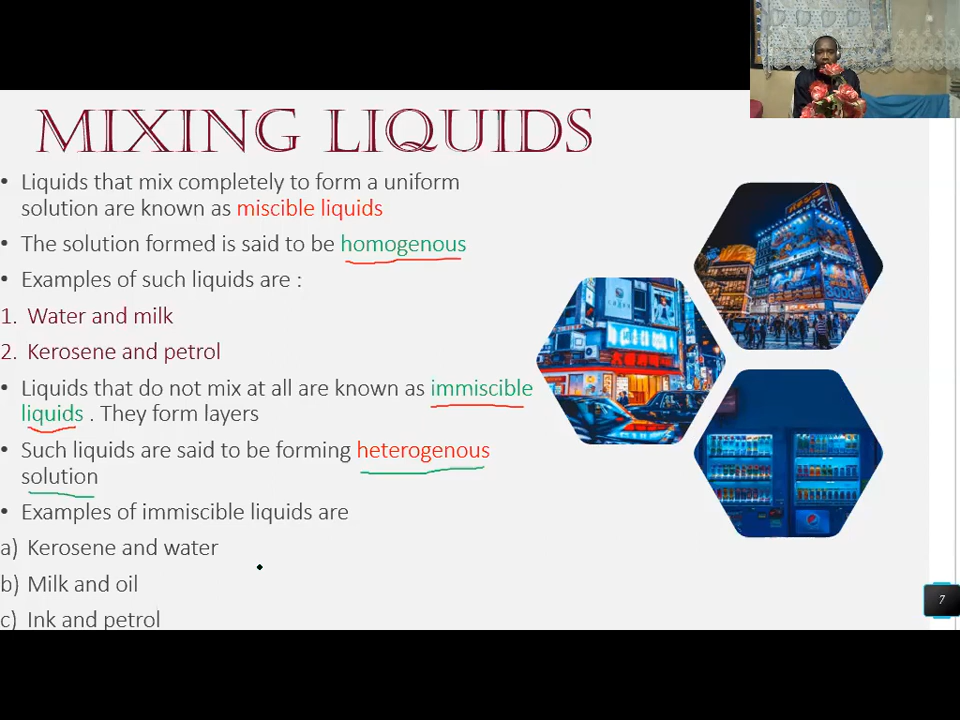 MIXING LIQUIDS
• Liquids that mix completely to form a uniform
solution are known as miscible liquids
• The solution formed is said to be homogenous
• Examples of such liquids are :
1. Water and milk
2. Kerosene and petrol
• Liquids that do not mix at all are known as immiscible
liquids . They form layers
• Such liquids are said to be forming heterogenous
solution
• Examples of immiscible liquids are
a) Kerosene and water
b) Milk and oil
c) Ink and petrol
7